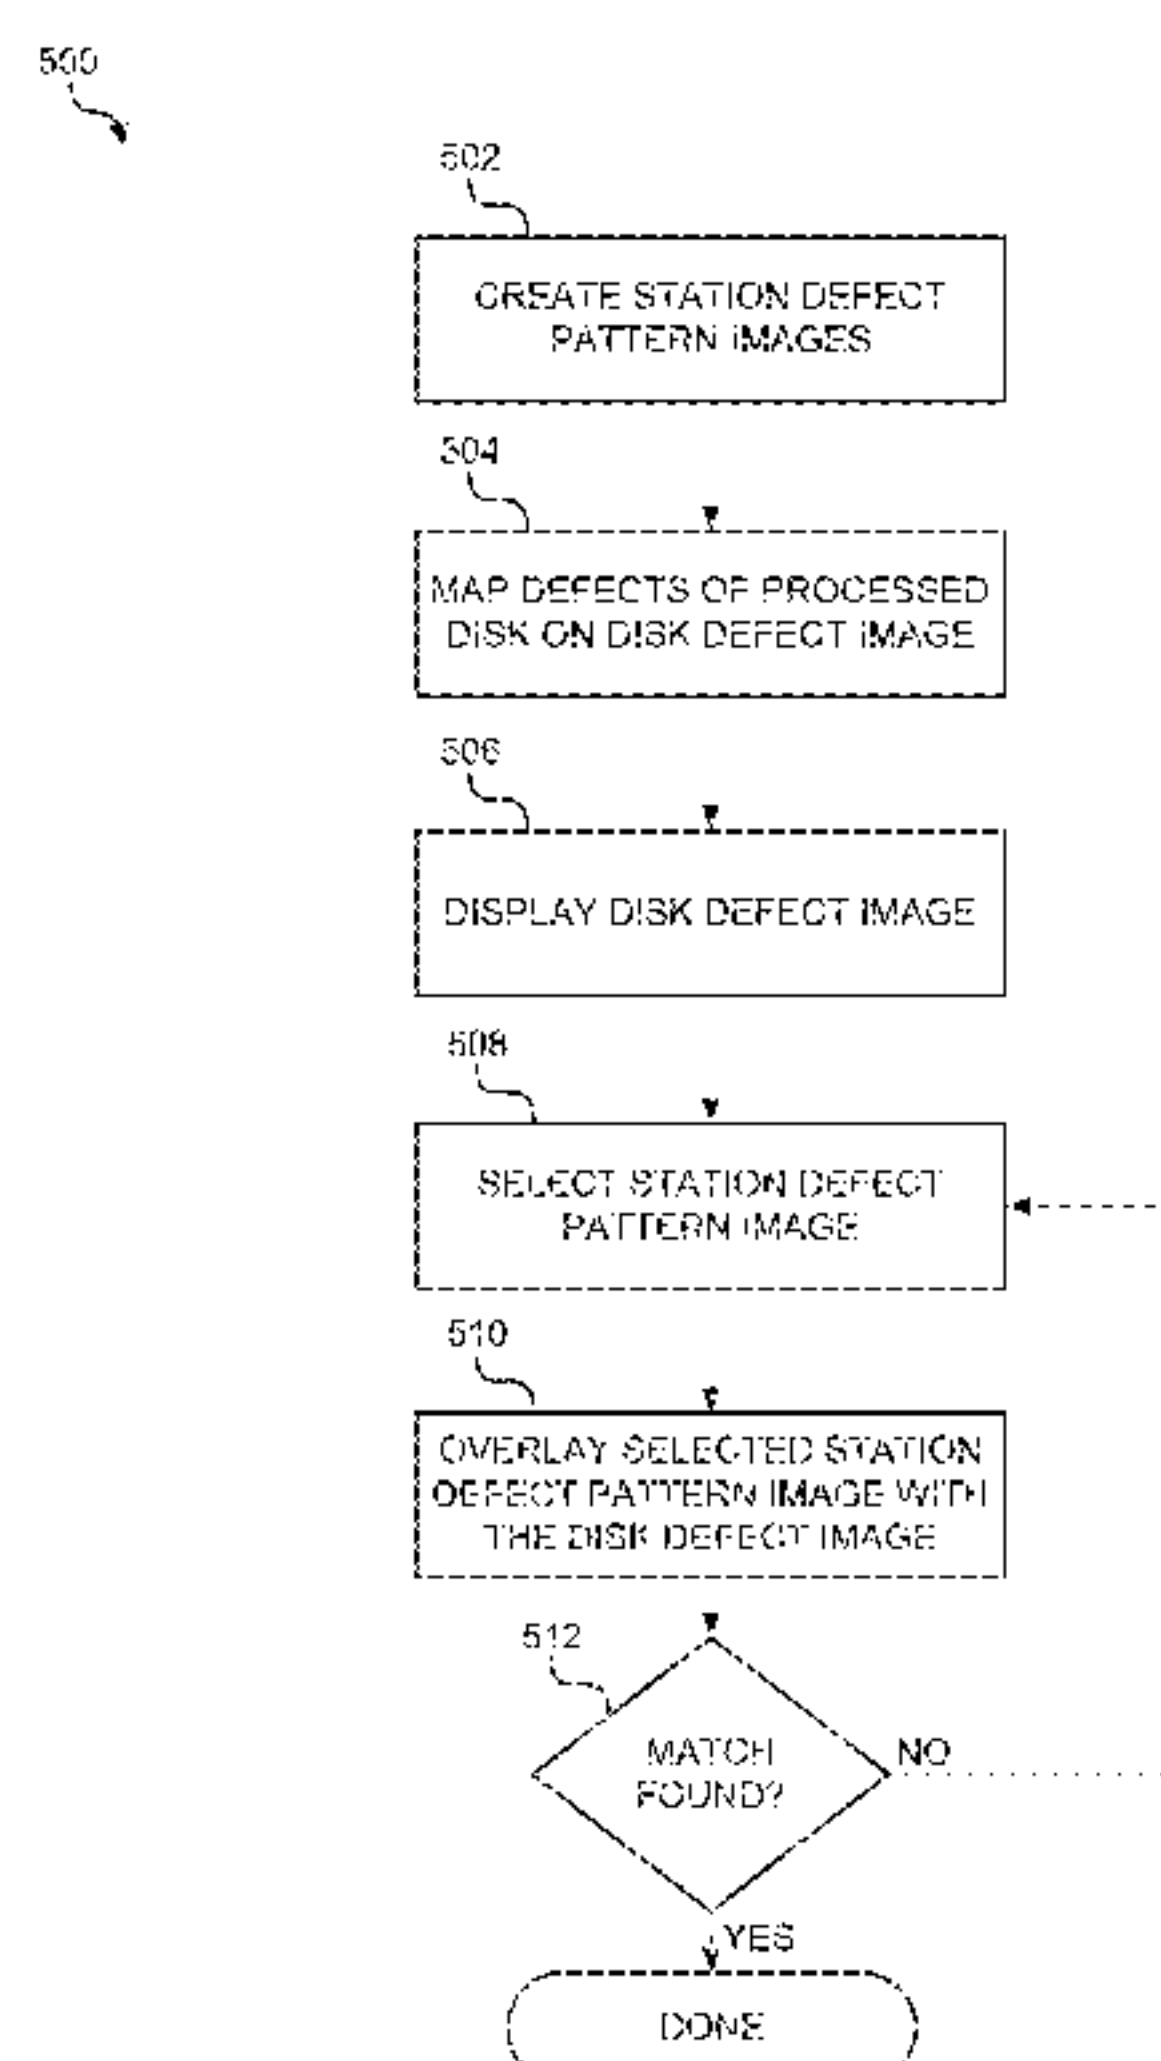 500
502
CREATE STATION DEFECT
PATTERN IMAGES
504
MAP DEFECTS OF PROCESSED
DISK ON DISK DEFECT IMAGE
506
DISPLAY DISK DEFECT IMAGE
508
SELECT STATION DEFECT
PATTERN IMAGE
510
OVERLAY SELECTED STATION
DEFECT PATTERN IMAGE WITH
THE DISK DEFECT IMAGE
512
MATCH
FOUND?
NO
YES
DONE